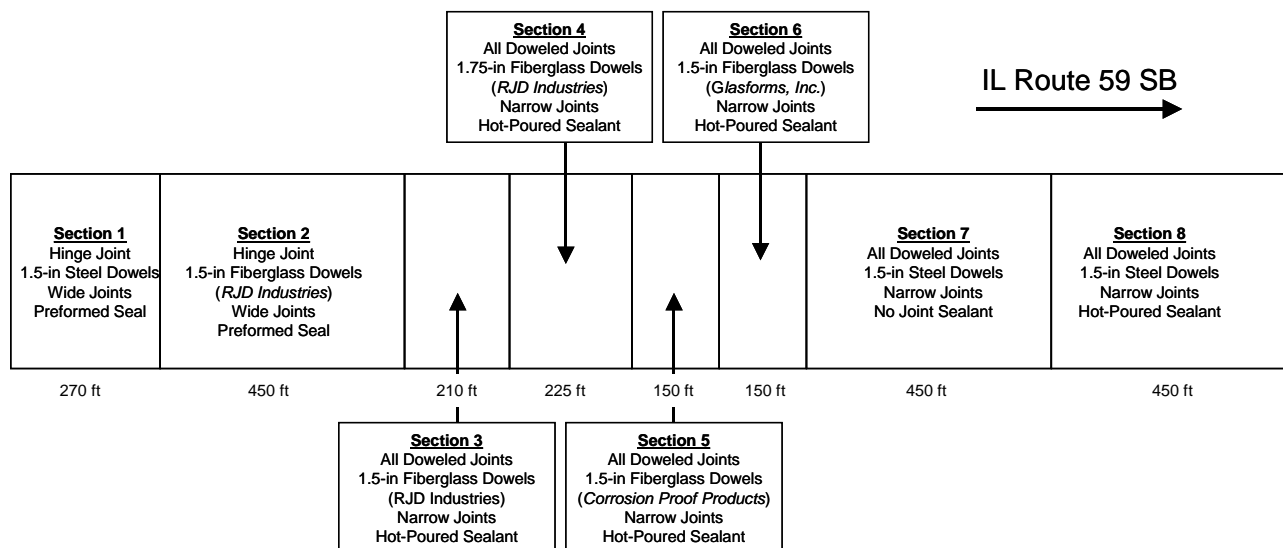 Section 4
All Doweled Joints
1.75-in Fiberglass Dowels
(RJD Industries)
Narrow Joints
Hot-Poured Sealant
Section 6
All Doweled Joints
1.5-in Fiberglass Dowels
(Glasforms, Inc.)
Narrow Joints
Hot-Poured Sealant
IL Route 59 SB
Section 1
Hinge Joint
1.5-in Steel Dowels
Wide Joints
Preformed Seal
Section 2
Hinge Joint
1.5-in Fiberglass Dowels
(RJD Industries)
Wide Joints
Preformed Seal
Section 7
All Doweled Joints
1.5-in Steel Dowels
Narrow Joints
No Joint Sealant
Section 8
All Doweled Joints
1.5-in Steel Dowels
Narrow Joints
Hot-Poured Sealant
270 ft
450 ft
210 ft
225 ft
150 ft
150 ft
450 ft
450 ft
Section 3
All Doweled Joints
1.5-in Fiberglass Dowels
(RJD Industries)
Narrow Joints
Hot-Poured Sealant
Section 5
All Doweled Joints
1.5-in Fiberglass Dowels
(Corrosion Proof Products)
Narrow Joints
Hot-Poured Sealant